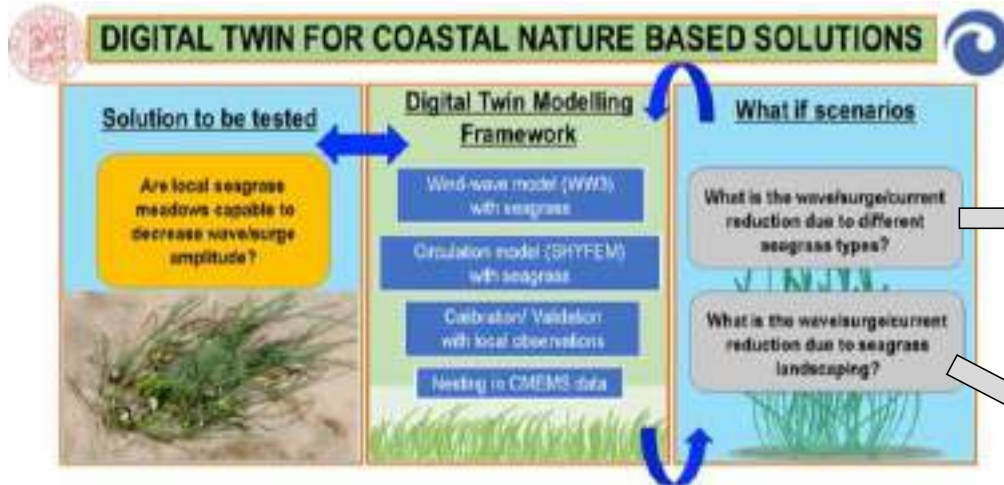 DIGITAL TWIN FOR COASTAL NATURE BASED SOLUTIONS
Solution to be tested
Are local seagrass
meadows capable to
decrease wave/surge
amplitude?
Digital Twin Modelling
Framework
Wind-wave model (WW3)
with seagrass
Circulation model (SHYFEM)
with seagrass
Calibration/ Validation
with local observations
Nesting in CMEMS data
What if scenarios
What is the wave/surge/current
reduction due to different
seagrass types?
What is the wave/surge/current
reduction due to seagrass
landscaping?